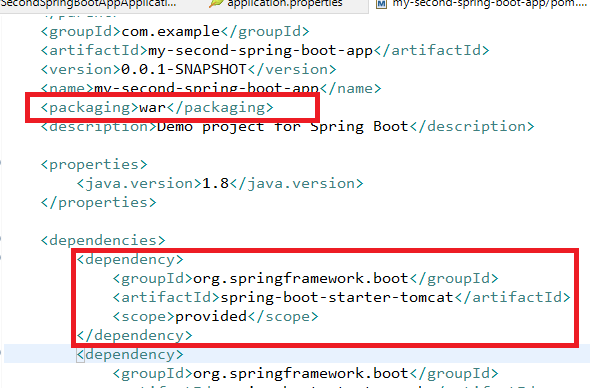 SecondSpringBootAppApplicati... application.properties my-second-spring-boot-app/pom....
</parent>
<groupId>com.example</groupId>
<artifactId>my-second-spring-boot-app</artifactId>
<version>0.0.1-SNAPSHOT</version>
<name>my-second-spring-boot-app</name>
<packaging>war</packaging>
<description>Demo project for Spring Boot</description>
<properties>
<java.version>1.8</java.version>
</properties>
<dependencies>
<dependency>
<groupId>org.springframework.boot</groupId>
<artifactId>spring-boot-starter-tomcat</artifactId>
<scope>provided</scope>
</dependency>
<dependency>
<groupId>org.springframework.boot</groupId>